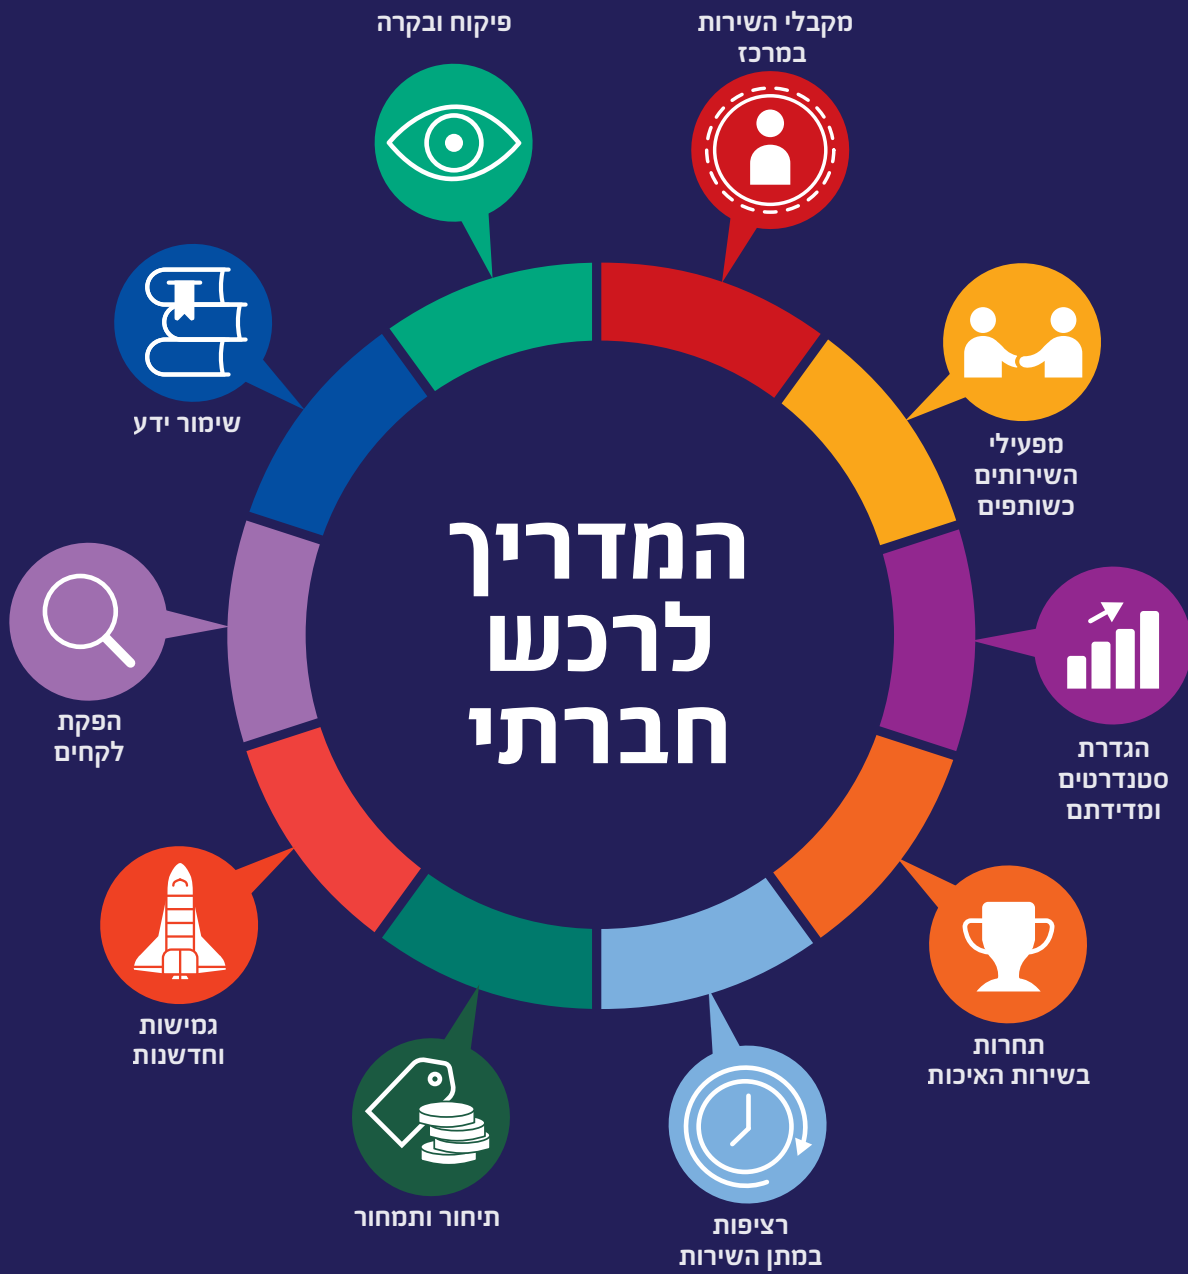 המדריך
לרכש
חברתי
מקבלי השירות
במרכז
מפעילי
השירותים
כשותפים
הגדרת
סטנדרטים
ומדידתם
תחרות
בשירות האיכות
רציפות
במתן השירות
תיחור ותמחור
גמישות
וחדשנות
הפקת
לקחים
שימור ידע
פיקוח ובקרה